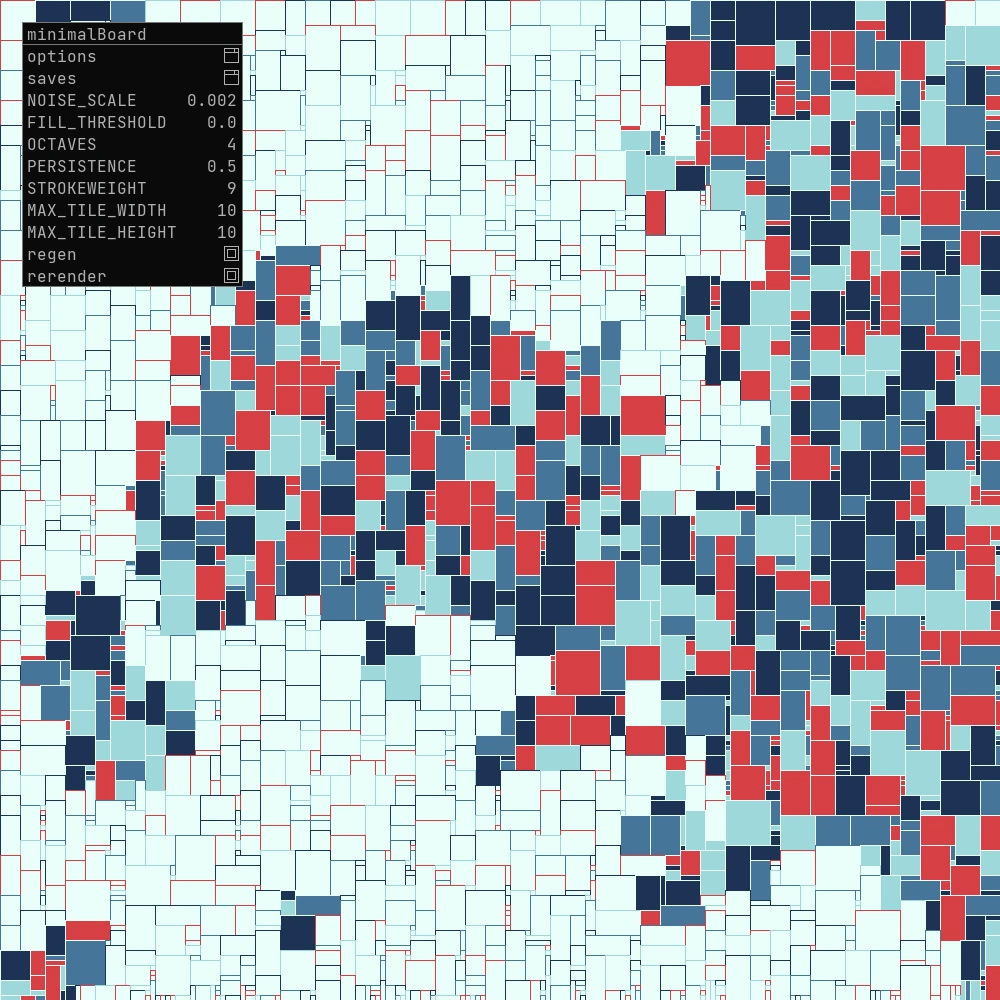 minimalBoard
options
saves
NOISE_SCALE 0.002
FILL_THRESHOLD 0.0
OCTAVES 4
PERSISTENCE 0.5
STROKEWEIGHT 9
MAX_TILE_WIDTH 10
MAX_TILE_HEIGHT 10
regen
rerender